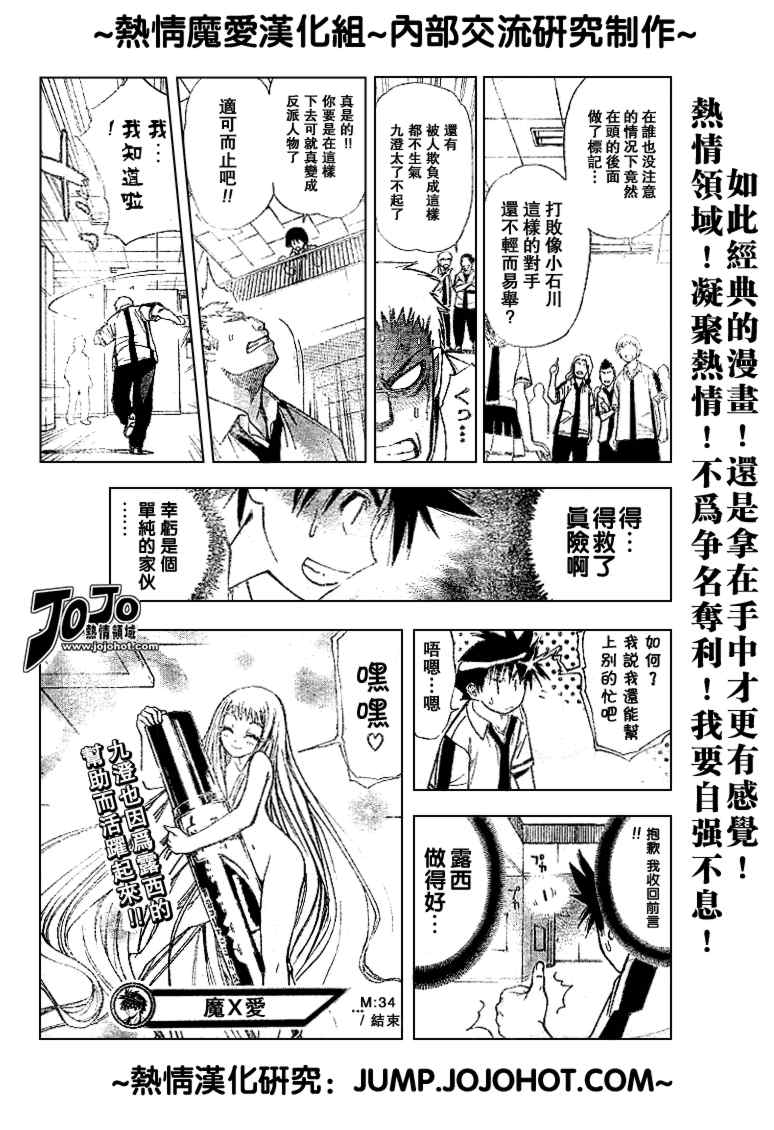 ~熱情魔愛漢化組~內部交流研究制作~
如此經典的漫畫！還是拿在手中才更有感覺！
熱情領域！凝聚熱情！不爲争名奪利！我要自强不息！
在誰也沒注意
的情況下竟然
在頭的後面
做了標記…
打敗像小石川
這樣的對手
還不輕而易舉？
還有
被人欺負成這樣
都不生氣
九澄太了不起了
くっ…
真是的!!
你要是在這樣
下去可就真變成
反派人物了
適可而止吧!!
我…
我知道啦
！
得…
得救了
眞險啊
幸虧是個
單純的家伙
……
如何？
我說我還能幫
上別的忙吧
唔嗯…嗯
抱歉 我收回前言
!!
露西
做得好…
嘿嘿♡
九澄也因爲露西的
幫助而活躍起來!!
魔X愛
M:34
…/ 結束
JOJO
熱情領域
www.jojohot.com
~熱情漢化研究：JUMP.JOJOHOT.COM~